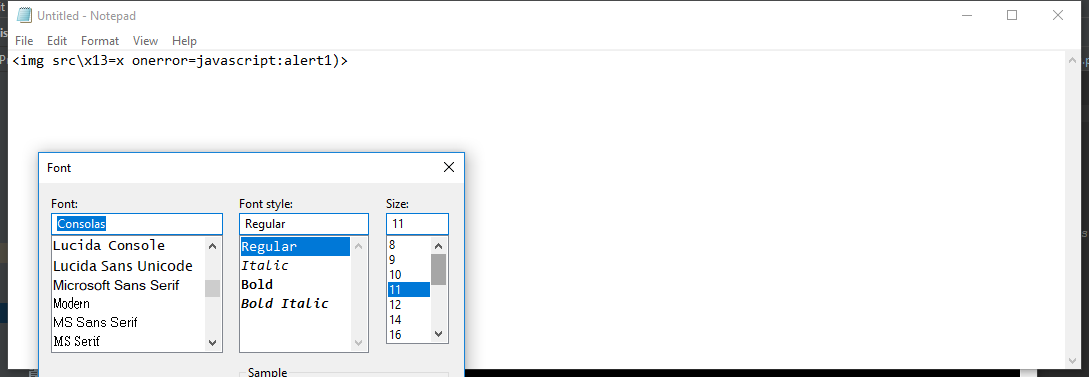 Untitled - Notepad
File Edit Format View Help
<img src\x13=x onerror=javascript:alert1)>
Font
Font: Font style: Size:
Consolas Regular 11
Lucida Console Regular 8
Lucida Sans Unicode Italic 9
Microsoft Sans Serif Bold 10
Modern Bold Italic 11
MS Sans Serif 12
MS Serif 14
16
Sample